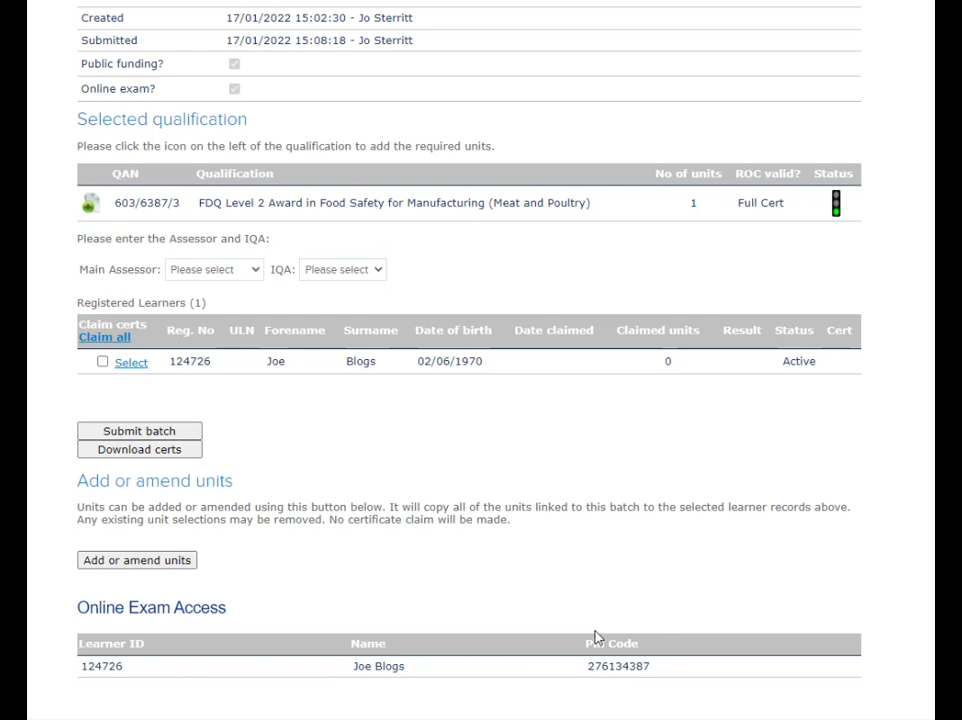 Created 17/01/2022 15:02:30 - Jo Sterritt
Submitted 17/01/2022 15:08:18 - Jo Sterritt
Public funding?
Online exam?
Selected qualification
Please click the icon on the left of the qualification to add the required units.
QAN Qualification No of units ROC valid? Status
603/6387/3 FDQ Level 2 Award in Food Safety for Manufacturing (Meat and Poultry) 1 Full Cert
Please enter the Assessor and IQA:
Main Assessor: Please select IQA: Please select
Registered Learners (1)
Claim certs
Claim all Reg. No ULN Forename Surname Date of birth Date claimed Claimed units Result Status Cert
Select 124726 Joe Blogs 02/06/1970 0 Active
Submit batch
Download certs
Add or amend units
Units can be added or amended using this button below. It will copy all of the units linked to this batch to the selected learner records above.
Any existing unit selections may be removed. No certificate claim will be made.
Add or amend units
Online Exam Access
Learner ID Name Code
124726 Joe Blogs 276134387